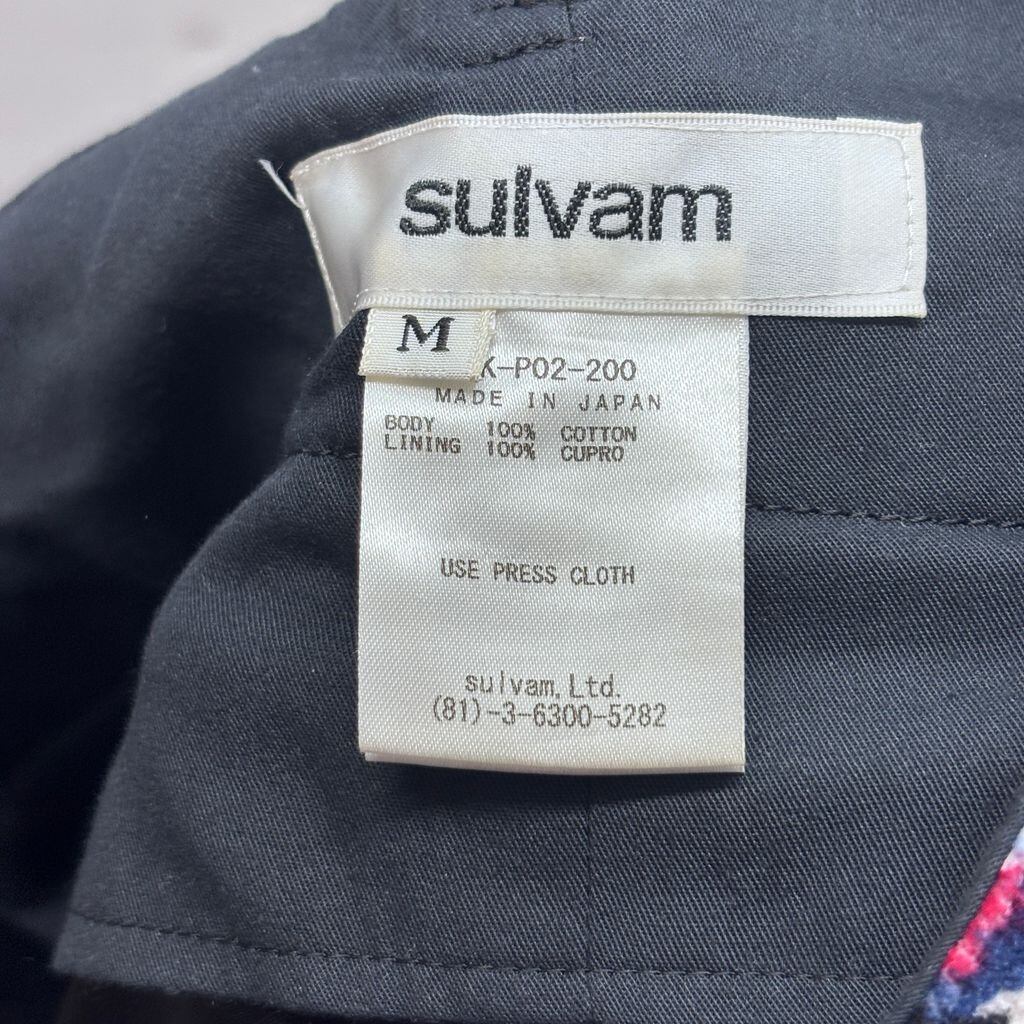 sulvam
M
K-P02-200
MADE IN JAPAN
BODY 100% COTTON
LINING 100% CUPRO
USE PRESS CLOTH
sulvam.Ltd.
(81)-3-6300-5282